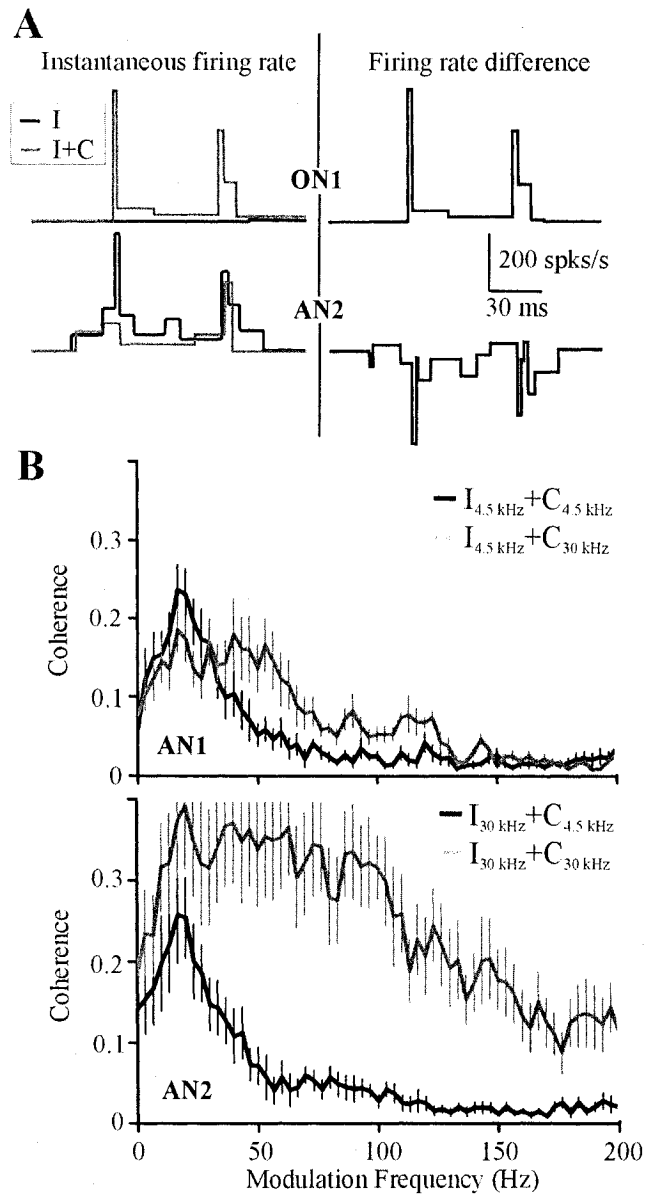 A
Instantaneous firing rate
Firing rate difference
I
I+C
ON1
200 spks/s
30 ms
AN2
B
I4.5 kHz+C4.5 kHz
I4.5 kHz+C30 kHz
0.3
0.2
0.1
0
Coherence
AN1
I30 kHz+C4.5 kHz
I30 kHz+C30 kHz
0.3
0.2
0.1
0
Coherence
AN2
0 50 100 150 200
Modulation Frequency (Hz)